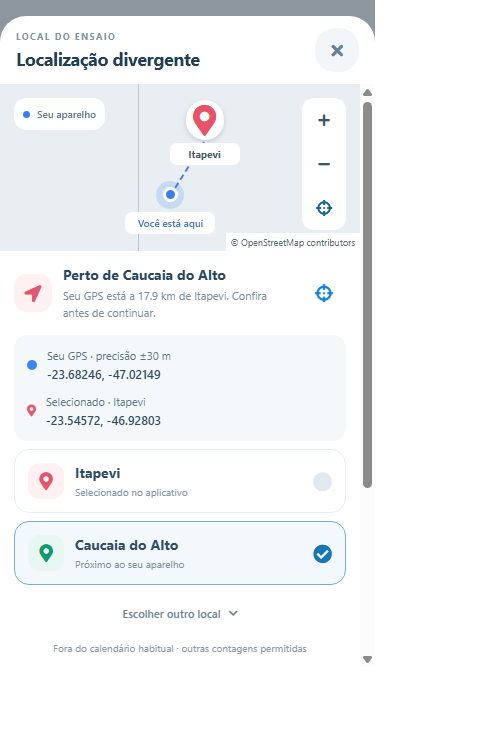 LOCAL DO ENSAIO
Localização divergente
Seu aparelho
Itapevi
Você está aqui
© OpenStreetMap contributors
Perto de Caucaia do Alto
Seu GPS está a 17.9 km de Itapevi. Confira
antes de continuar.
Seu GPS · precisão ±30 m
-23.68246, -47.02149
Selecionado · Itapevi
-23.54572, -46.92803
Itapevi
Selecionado no aplicativo
Caucaia do Alto
Próximo ao seu aparelho
Escolher outro local
Fora do calendário habitual · outras contagens permitidas